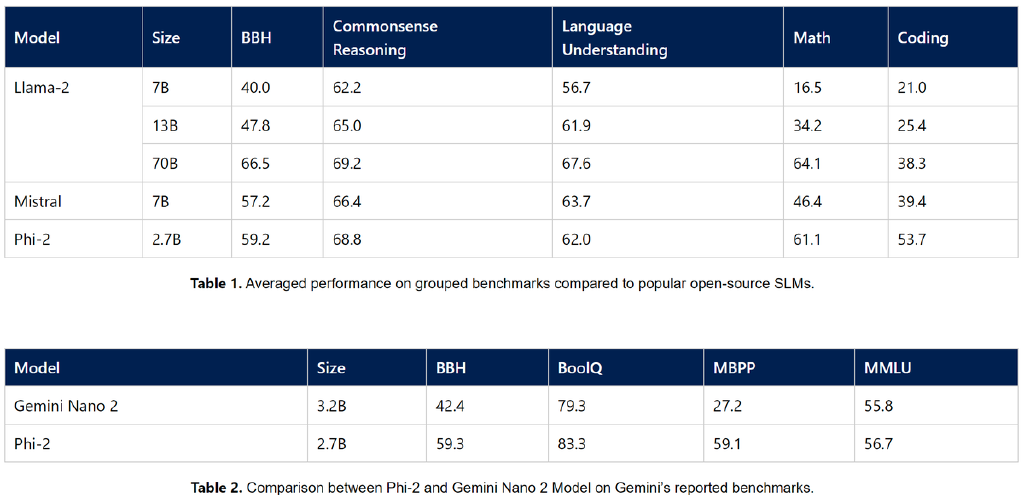 Model Size BBH Commonsense Reasoning Language Understanding Math Coding
Llama-2 7B 40.0 62.2 56.7 16.5 21.0
13B 47.8 65.0 61.9 34.2 25.4
70B 66.5 69.2 67.6 64.1 38.3
Mistral 7B 57.2 66.4 63.7 46.4 39.4
Phi-2 2.7B 59.2 68.8 62.0 61.1 53.7
Table 1. Averaged performance on grouped benchmarks compared to popular open-source SLMs.
Model Size BBH BoolQ MBPP MMLU
Gemini Nano 2 3.2B 42.4 79.3 27.2 55.8
Phi-2 2.7B 59.3 83.3 59.1 56.7
Table 2. Comparison between Phi-2 and Gemini Nano 2 Model on Gemini's reported benchmarks.